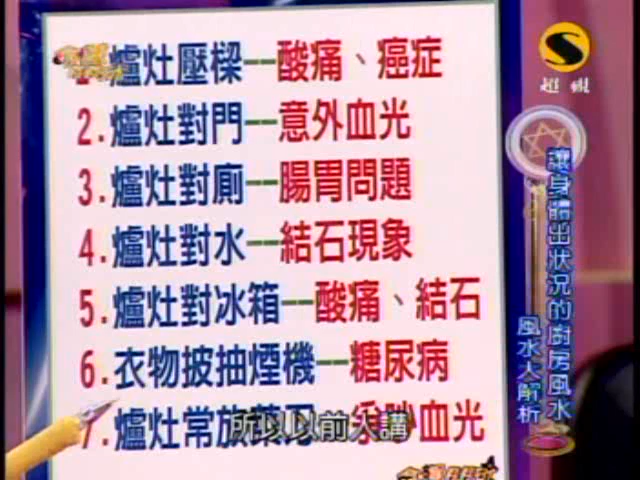 1.爐灶壓樑--酸痛、癌症
2.爐灶對門--意外血光
3.爐灶對廁--腸胃問題
4.爐灶對水--結石現象
5.爐灶對冰箱--酸痛、結石
6.衣物披抽煙機--糖尿病
7.爐灶常放
血光
所以以前人講
超視
讓身體出狀況的廚房風水
風水大解析